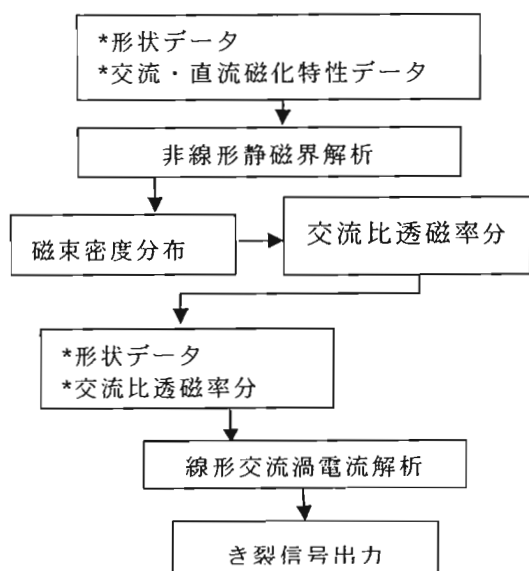 *形状データ
*交流・直流磁化特性データ
非線形静磁界解析
磁束密度分布
交流比透磁率分
*形状データ
*交流比透磁率分
線形交流渦電流解析
き裂信号出力